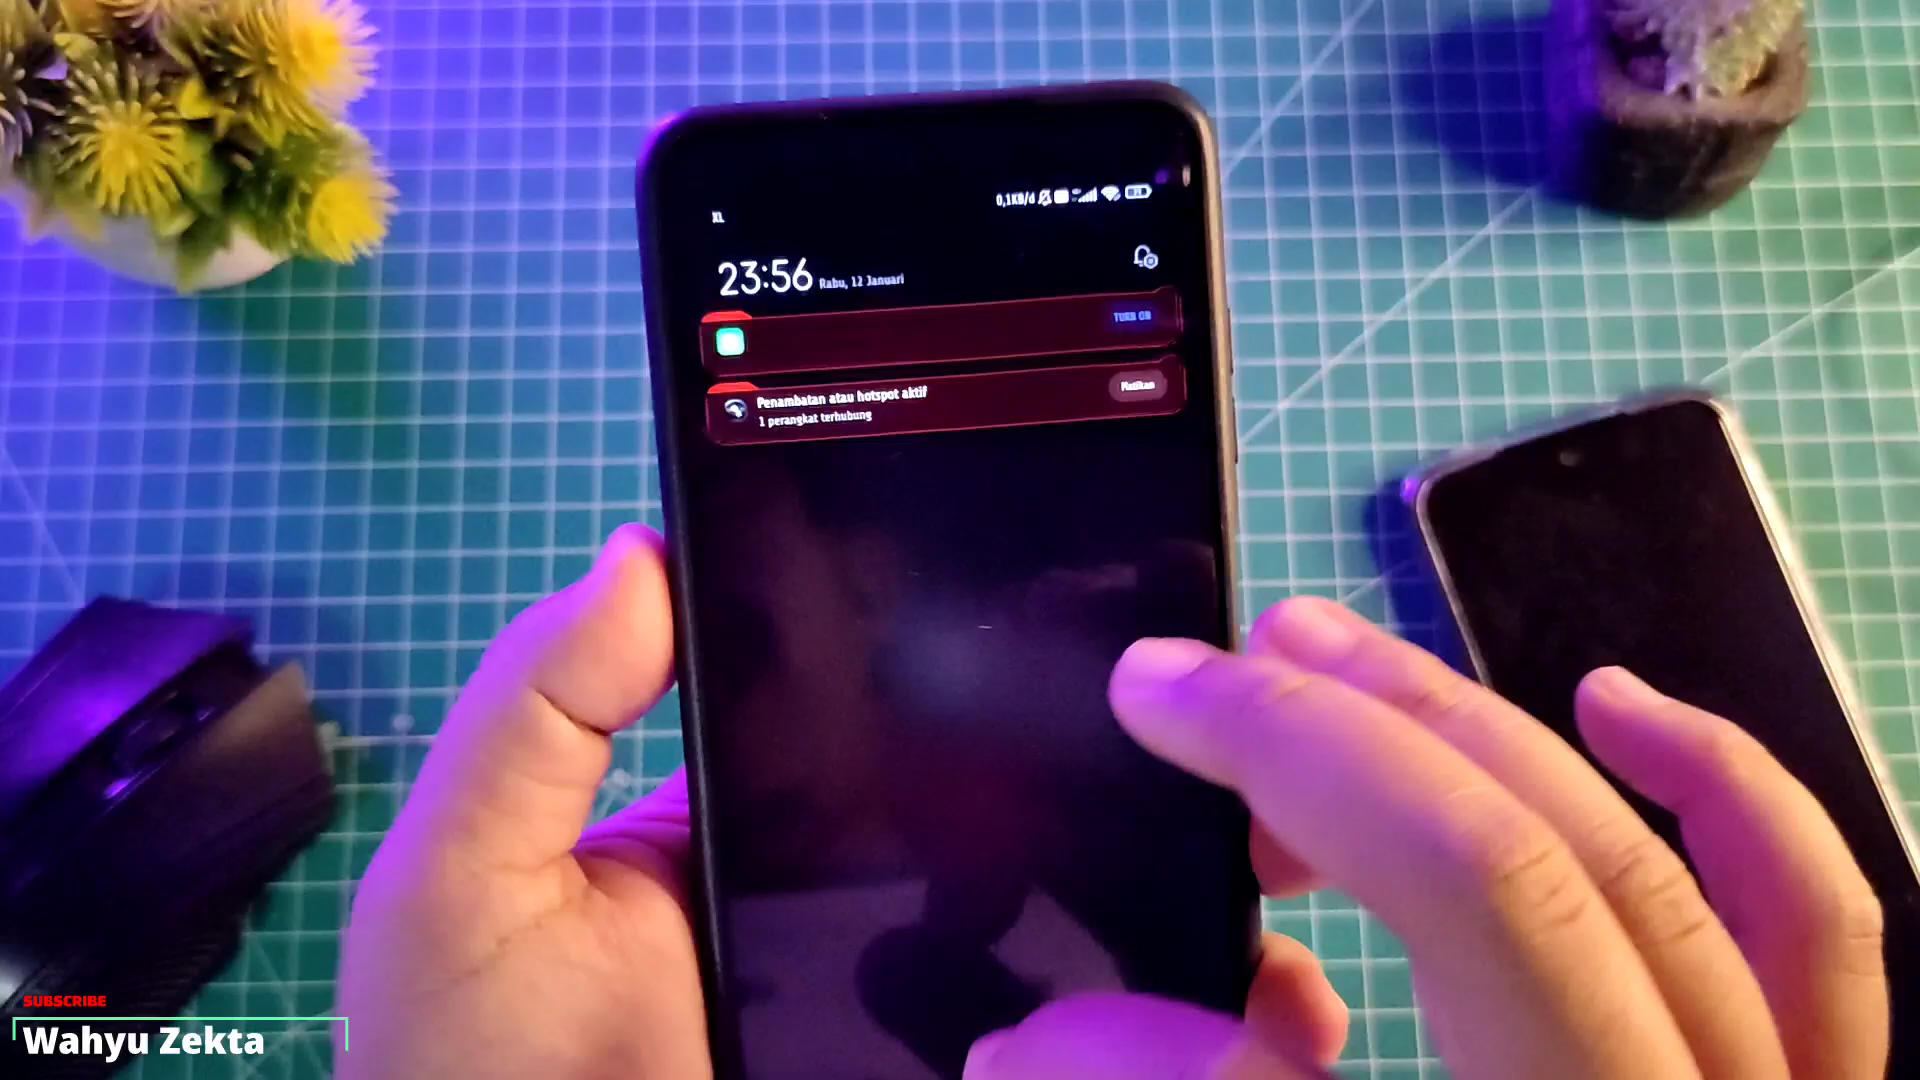 XL
0,1KB/d
23:56 Rabu, 12 Januari
TURN ON
Penambatan atau hotspot aktif
1 perangkat terhubung
Matikan
SUBSCRIBE
Wahyu Zekta